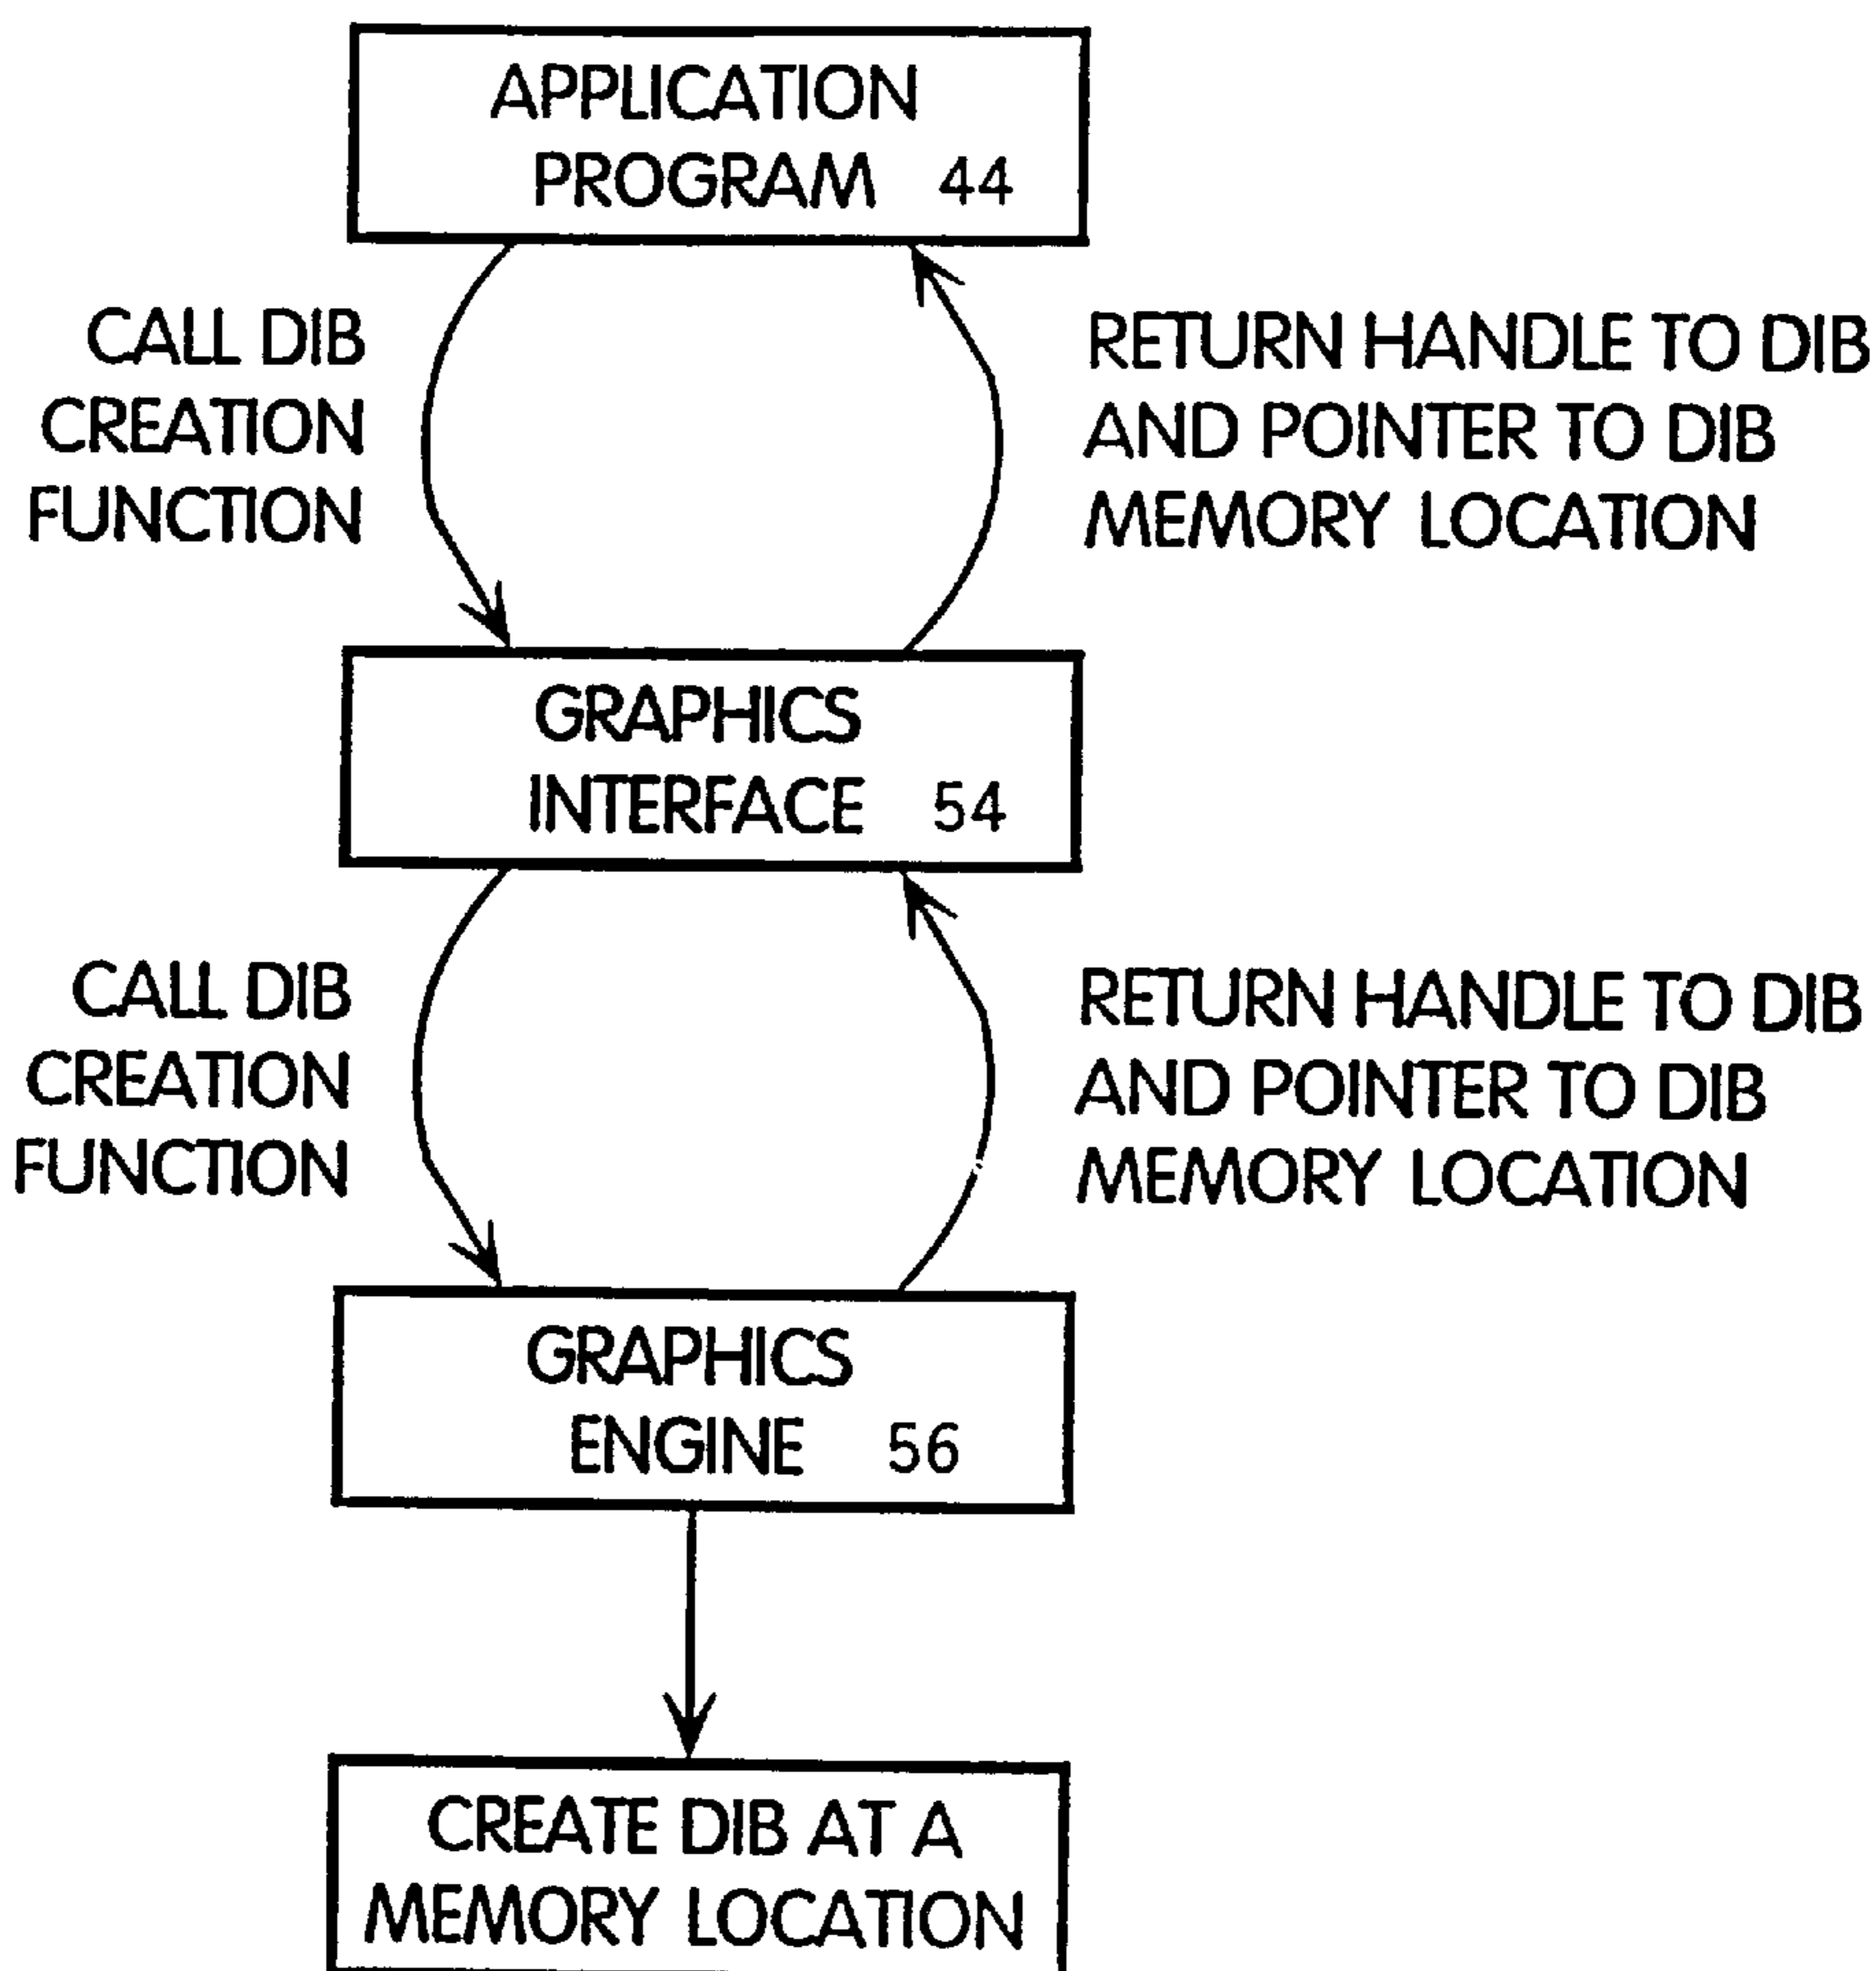 APPLICATION
PROGRAM 44
CALL DIB
CREATION
FUNCTION
RETURN HANDLE TO DIB
AND POINTER TO DIB
MEMORY LOCATION
GRAPHICS
INTERFACE 54
CALL DIB
CREATION
FUNCTION
RETURN HANDLE TO DIB
AND POINTER TO DIB
MEMORY LOCATION
GRAPHICS
ENGINE 56
CREATE DIB AT A
MEMORY LOCATION